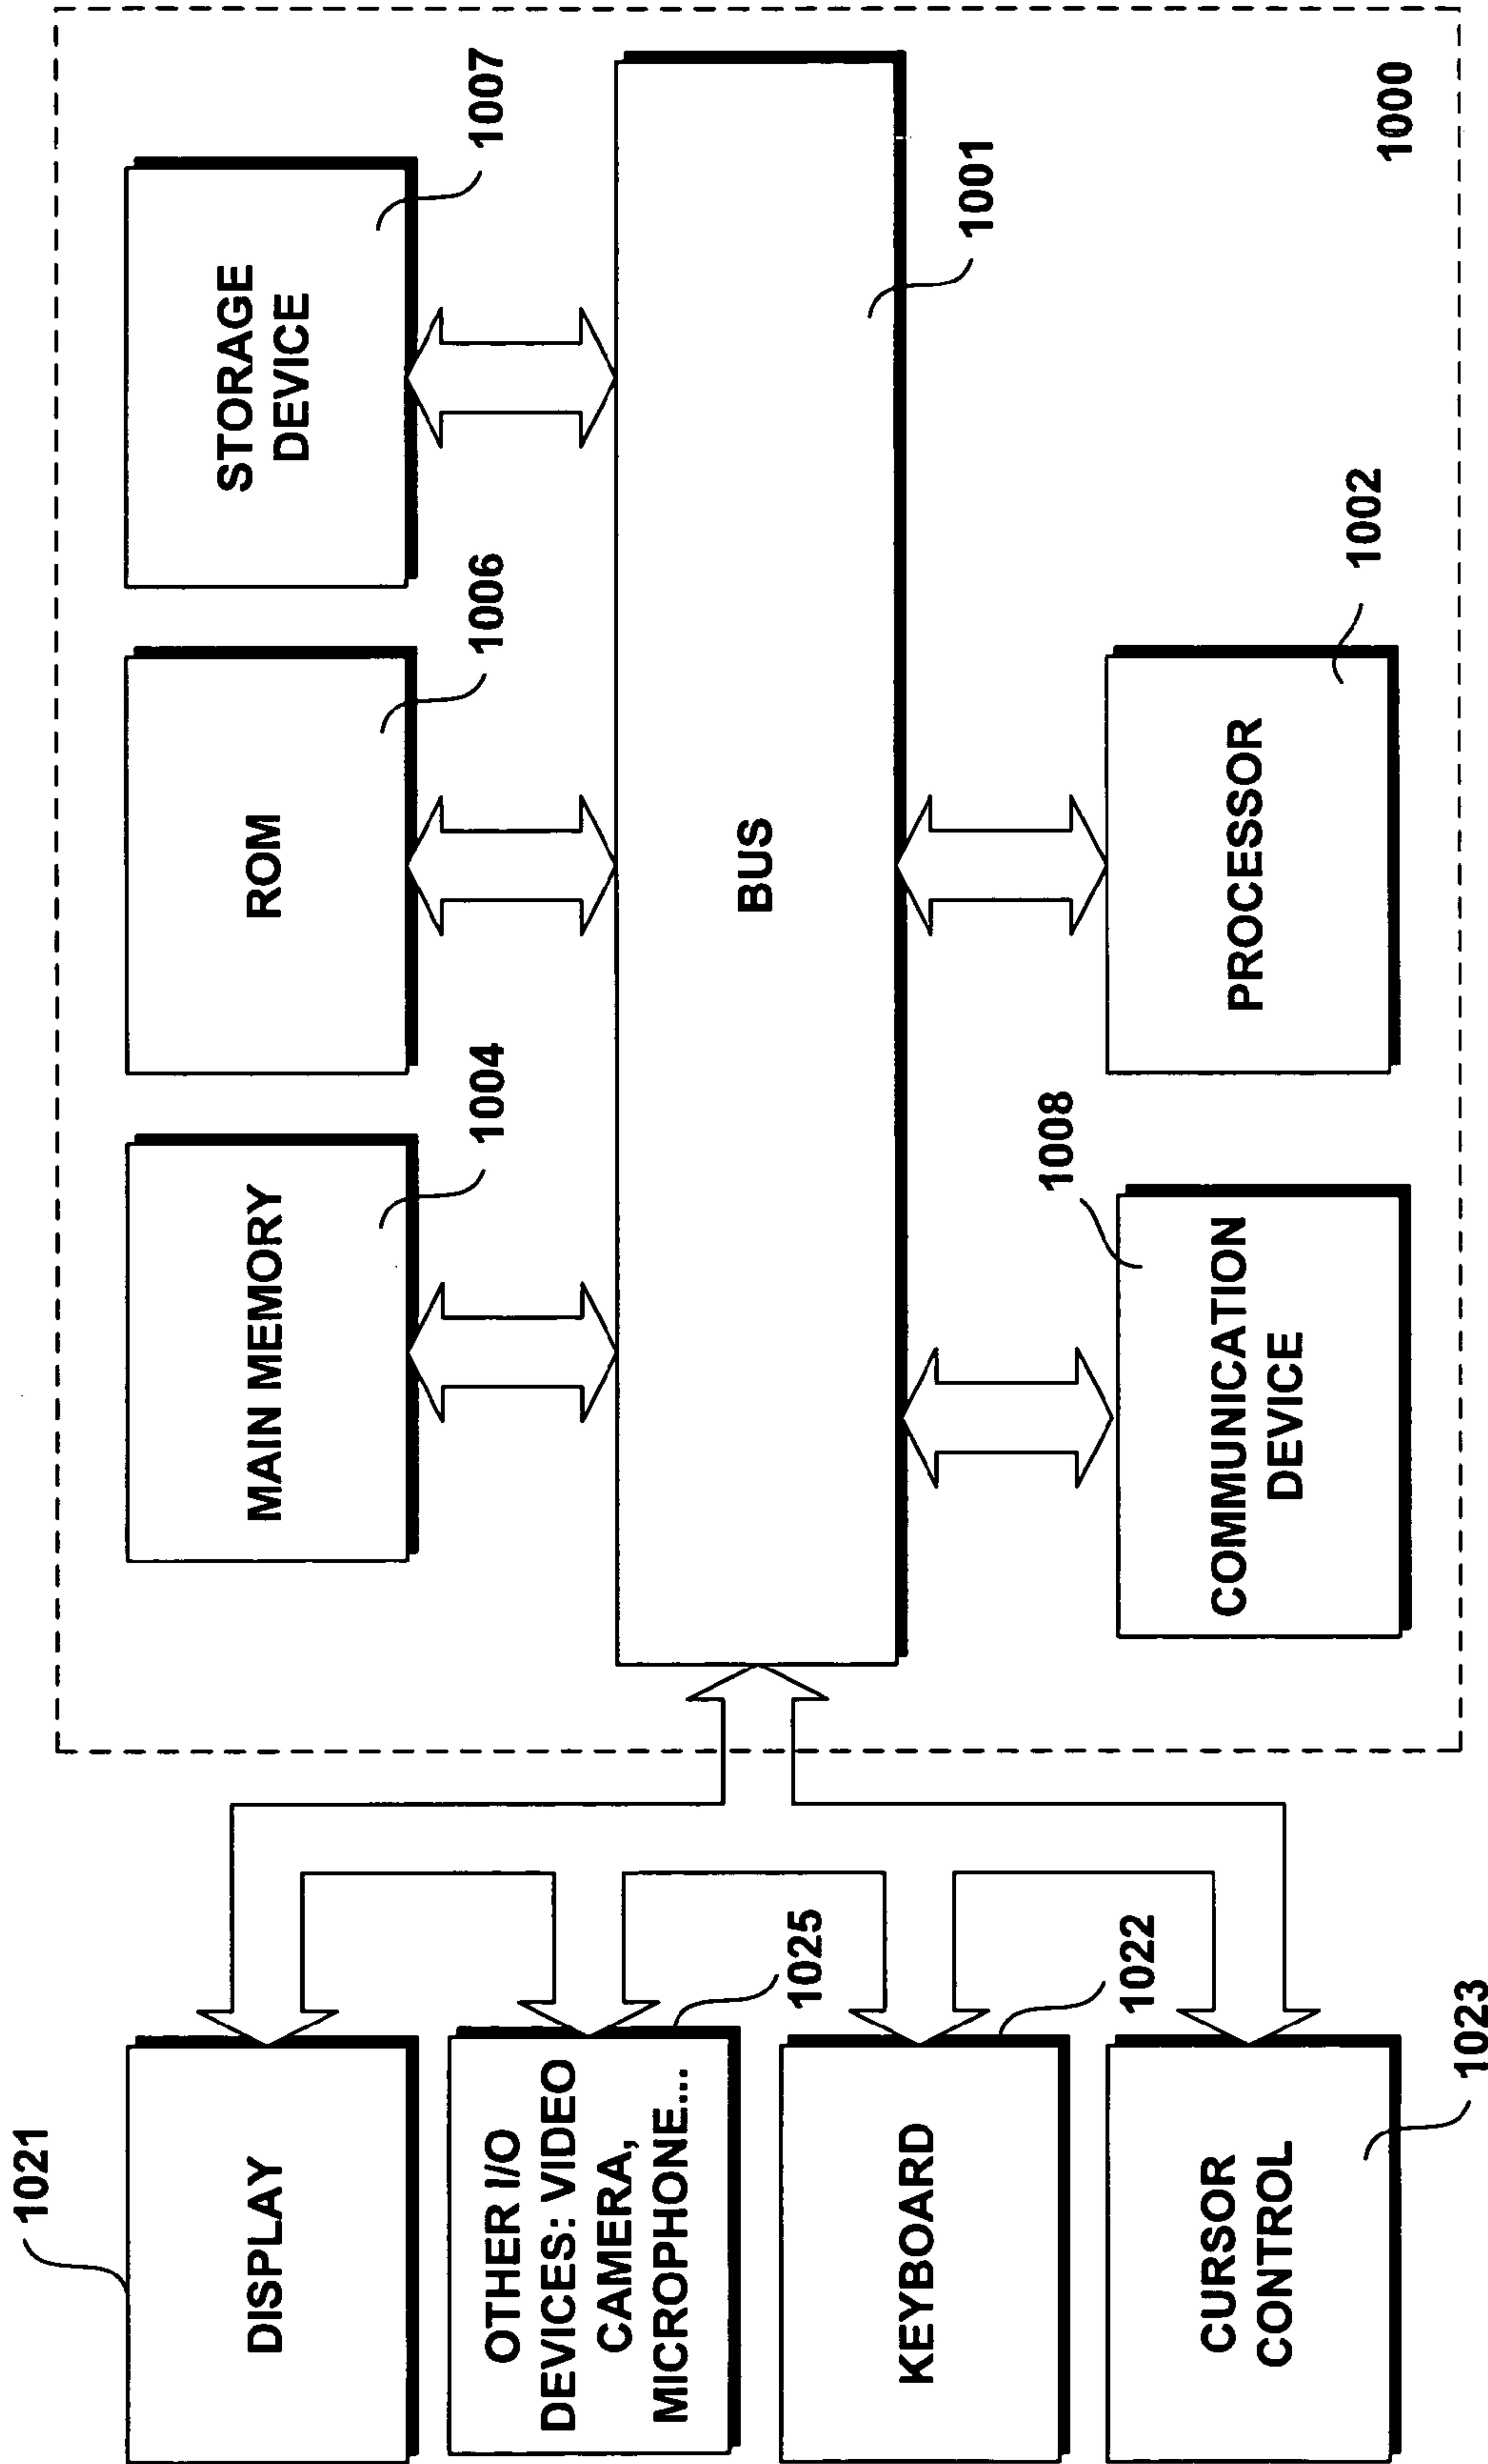 1021
DISPLAY
OTHER I/O
DEVICES: VIDEO
CAMERA,
MICROPHONE...
1025
KEYBOARD
1022
CURSOR
CONTROL
1023
MAIN MEMORY
1004
ROM
1006
STORAGE
DEVICE
1007
BUS
1001
COMMUNICATION
DEVICE
1008
PROCESSOR
1002
1000